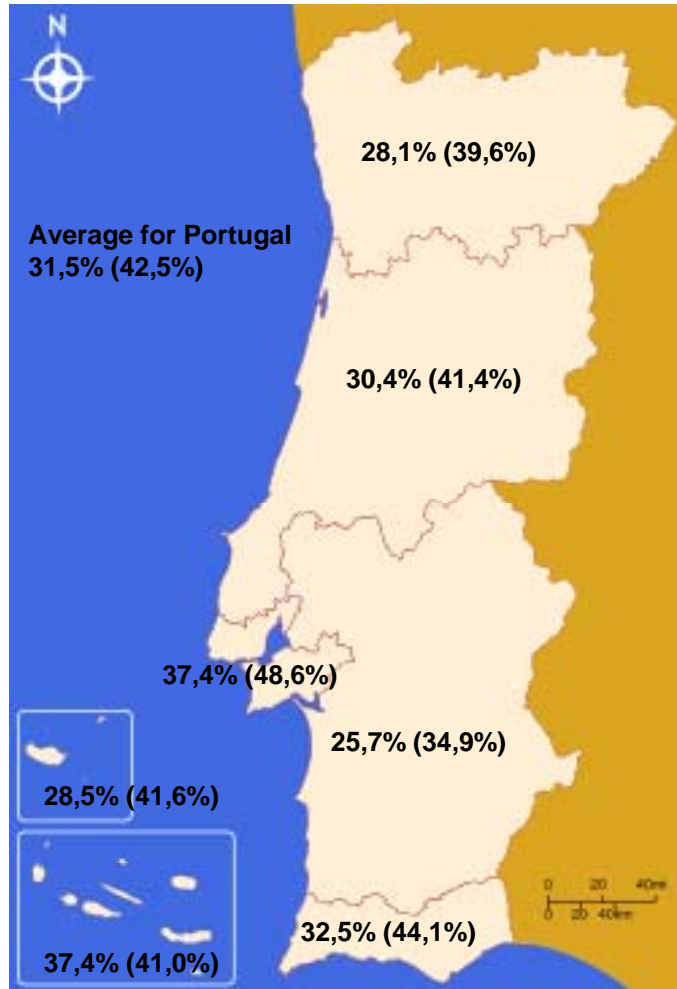 N
28,1% (39,6%)
Average for Portugal
31,5% (42,5%)
30,4% (41,4%)
37,4% (48,6%)
25,7% (34,9%)
28,5% (41,6%)
0 20 40mi
0 20 40km
32,5% (44,1%)
37,4% (41,0%)